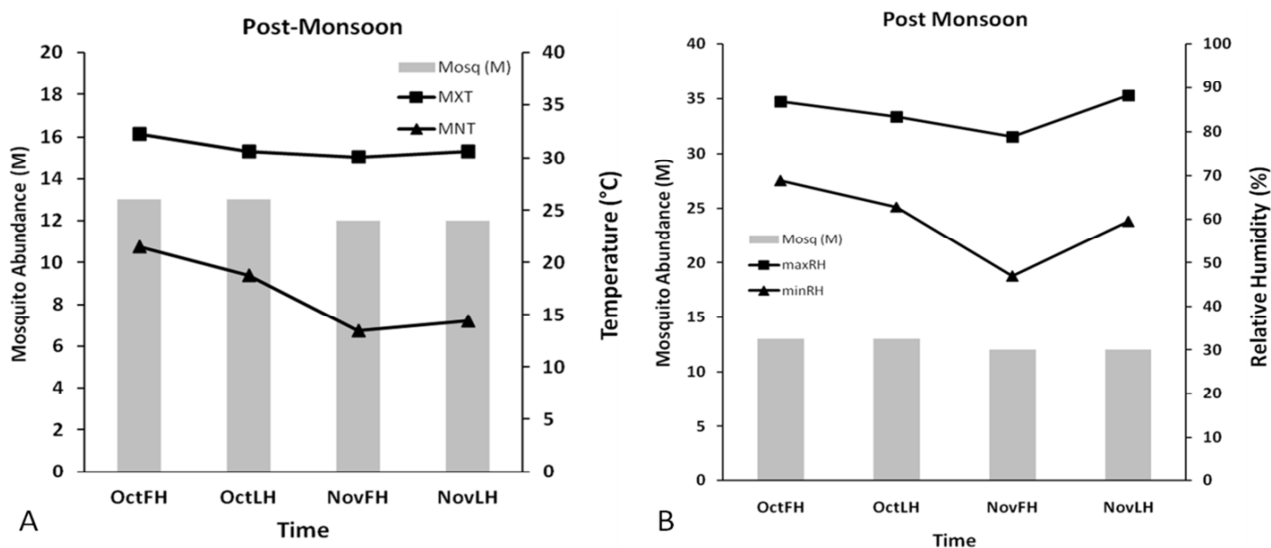 Post-Monsoon
20
18
16
14
12
10
8
6
4
2
0
Mosquito Abundance (M)
Mosq (M)
MXT
MNT
40
35
30
25
20
15
10
5
0
Temperature (°C)
OctFH OctLH NovFH NovLH
Time
A
Post Monsoon
40
35
30
25
20
15
10
5
0
Mosquito Abundance (M)
Mosq (M)
maxRH
minRH
100
90
80
70
60
50
40
30
20
10
0
Relative Humidity (%)
OctFH OctLH NovFH NovLH
Time
B